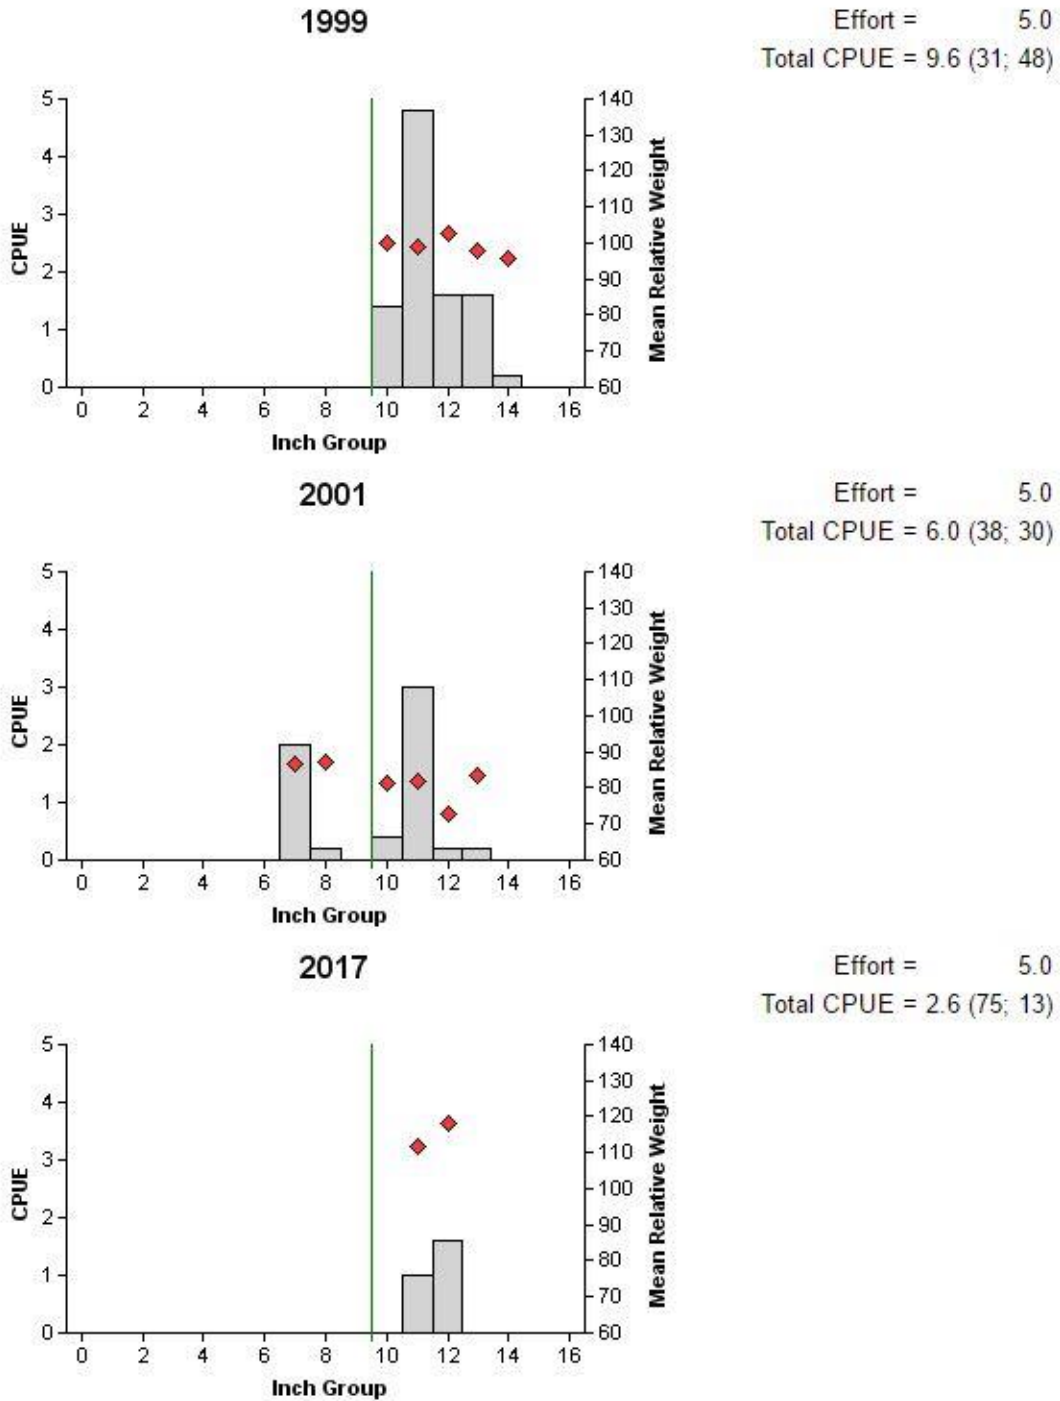 1999
Effort = 5.0
Total CPUE = 9.6 (31; 48)
5
4
3
2
1
0
CPUE
140
130
120
110
100
90
80
70
60
Mean Relative Weight
0 2 4 6 8 10 12 14 16
Inch Group
2001
Effort = 5.0
Total CPUE = 6.0 (38; 30)
5
4
3
2
1
0
CPUE
140
130
120
110
100
90
80
70
60
Mean Relative Weight
0 2 4 6 8 10 12 14 16
Inch Group
2017
Effort = 5.0
Total CPUE = 2.6 (75; 13)
5
4
3
2
1
0
CPUE
140
130
120
110
100
90
80
70
60
Mean Relative Weight
0 2 4 6 8 10 12 14 16
Inch Group